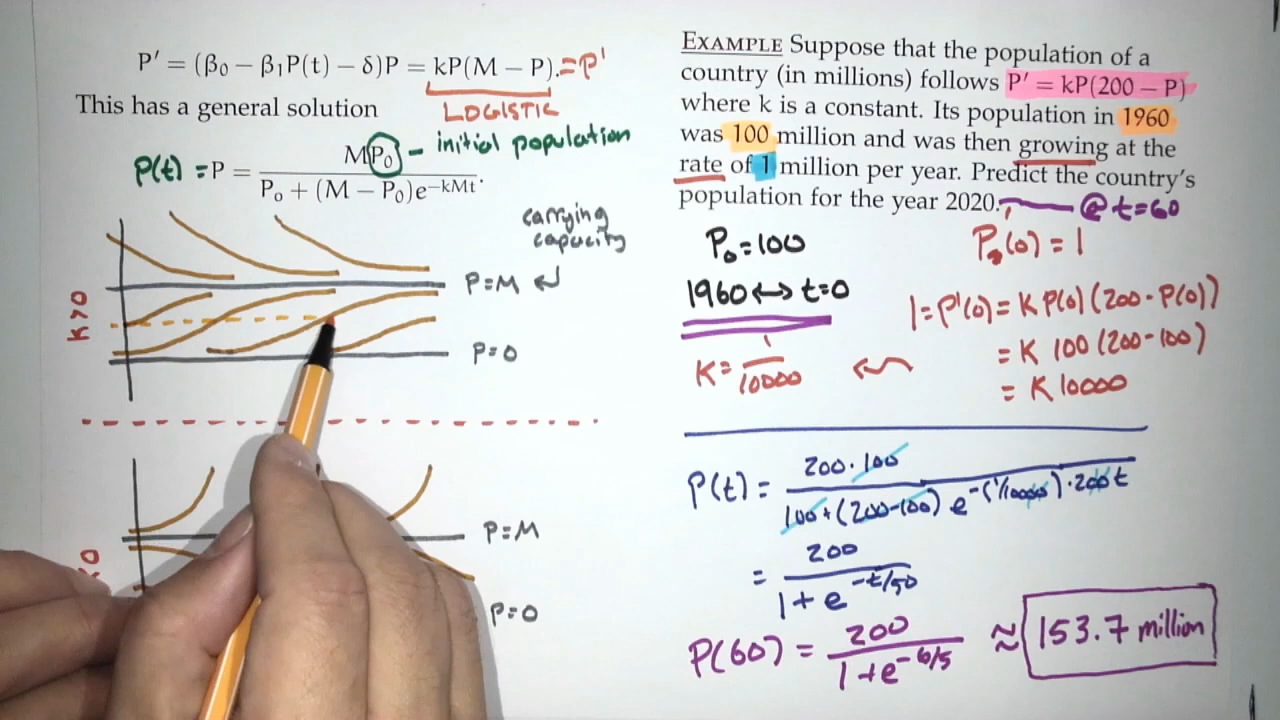 P′ = (β₀ − β₁P(t) − δ)P = kP(M − P). = P'
This has a general solution
LOGISTIC
P(t) = P = MP₀ / P₀ + (M − P₀)e^−kMt.
- initial population
carrying
capacity
P=M
K>0
P=0
P=M
P=0
EXAMPLE Suppose that the population of a
country (in millions) follows P′ = kP(200 − P)
where k is a constant. Its population in 1960
was 100 million and was then growing at the
rate of 1 million per year. Predict the country’s
population for the year 2020.
@ t=60
P₀=100
1960 ↔ t=0
K = 1/10000
(0) = 1
1 = P'(0) = K P(0) (200 - P(0))
= K 100 (200-100)
= K 10000
P(t) = 200·100 / 100+(200-100) e^-(1/10000)·200t
= 200 / 1+e^-t/50
P(60) = 200 / 1+e^-6/5 ≈ 153.7 million